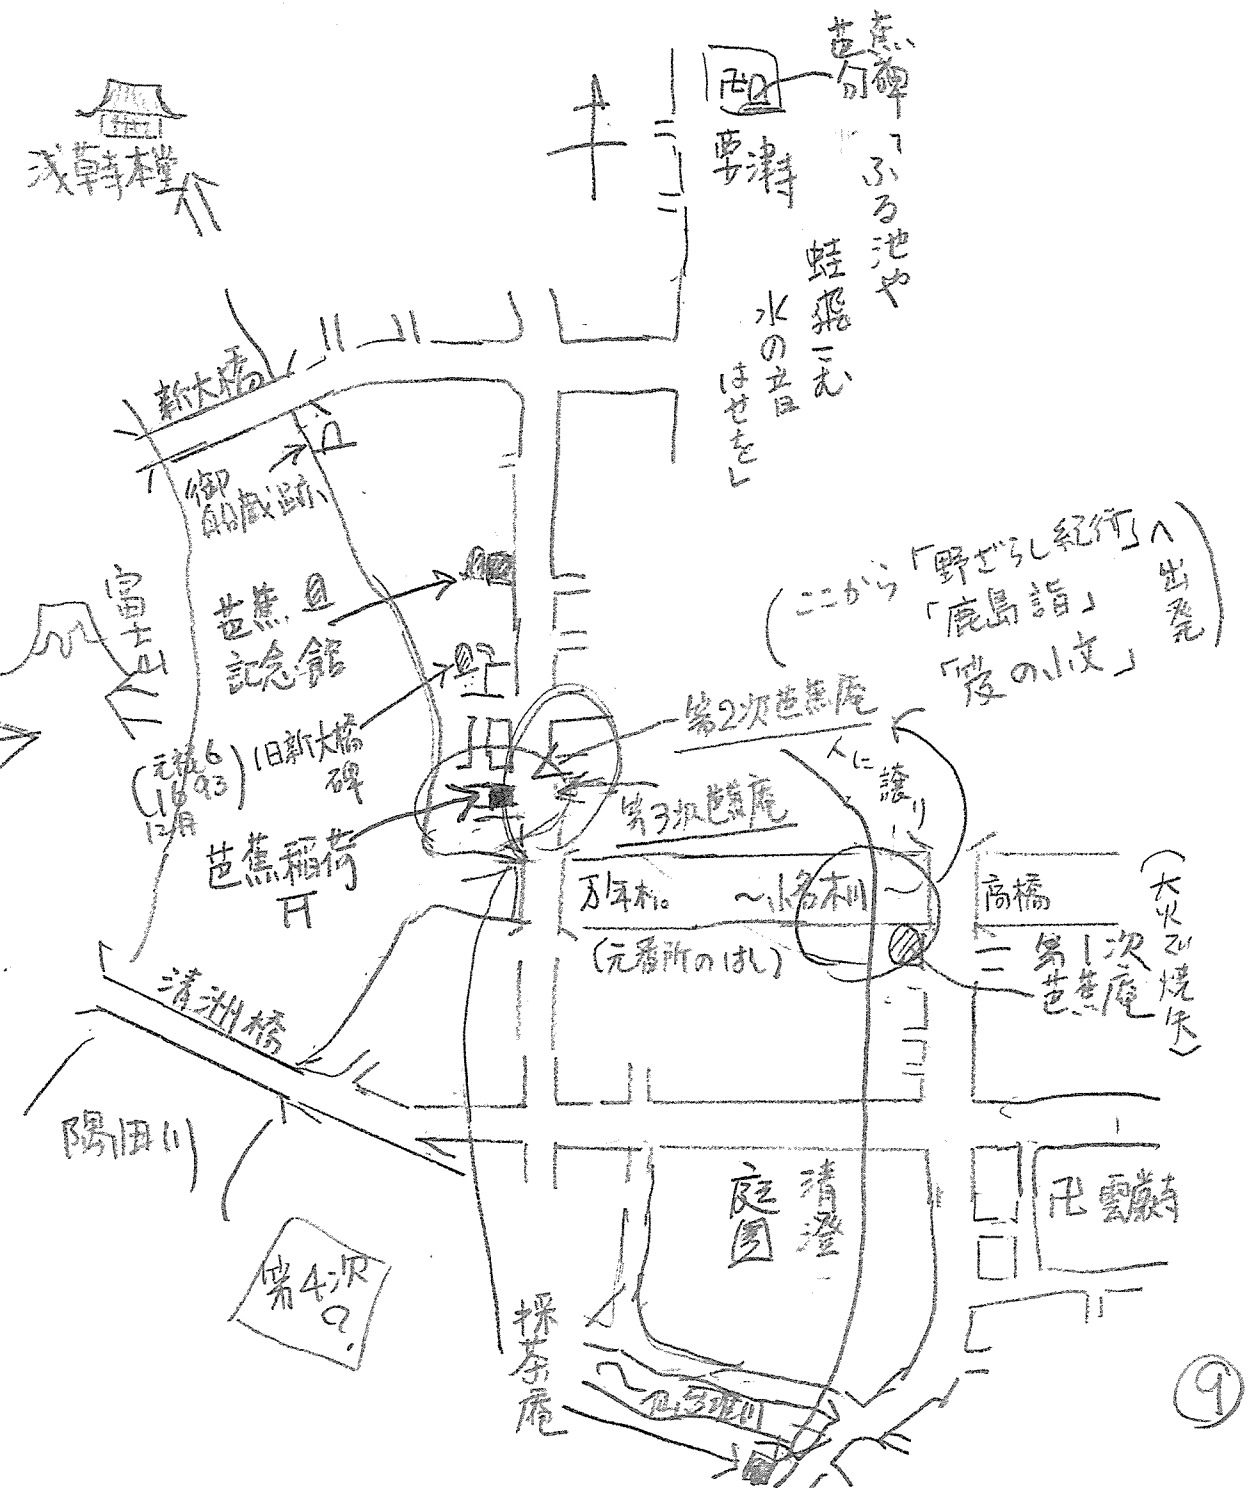 芭蕉
句碑
「ふる池や
蛙飛こむ
水の音
はせを」
卍
要津寺
浅草寺本堂
新大橋
御船蔵跡
富士山
芭蕉
記念館
旧新大橋
碑
(元禄6
1693
12月)
芭蕉稲荷
(ここから「野ざらし紀行」へ出発)
「鹿島詣」
「笈の小文」
第2次芭蕉庵
人に
譲り
第3次芭蕉庵
万年橋
〜小名木川〜
高橋
(元番所のはし)
第1次
芭蕉庵
(大火で焼失)
清洲橋
隅田川
清澄
庭園
卍雲厳寺
第4次
?
採茶庵
〜仙台堀川
9